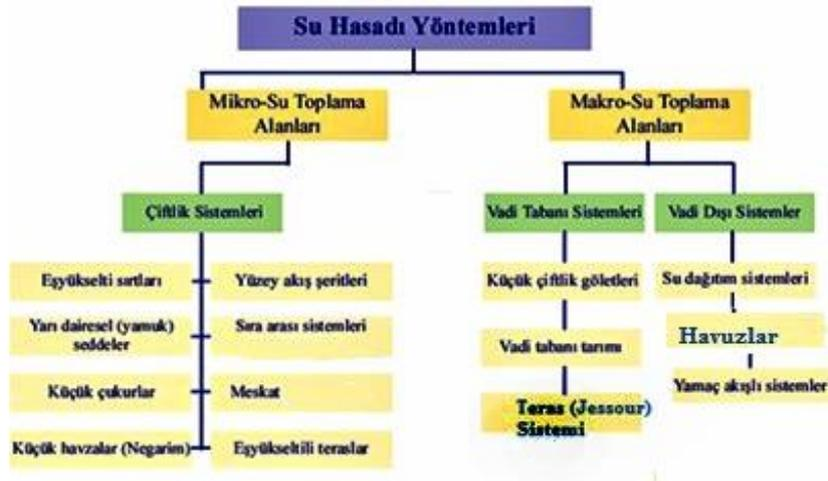 Su Hasadı Yöntemleri
Mikro-Su Toplama
Alanları
Makro-Su Toplama
Alanları
Çiftlik Sistemleri
Vadi Tabanı Sistemleri
Vadi Dışı Sistemler
Eşyükselti sırtları
Yüzey akış şeritleri
Yarı dairesel (yamuk)
seddeler
Sıra arası sistemleri
Küçük çukurlar
Meskat
Küçük havzalar (Negarim)
Eşyükseltili teraslar
Küçük çiftlik göletleri
Vadi tabanı tarımı
Teras (Jessour)
Sistemi
Su dağıtım sistemleri
Havuzlar
Yamaç akışlı sistemler